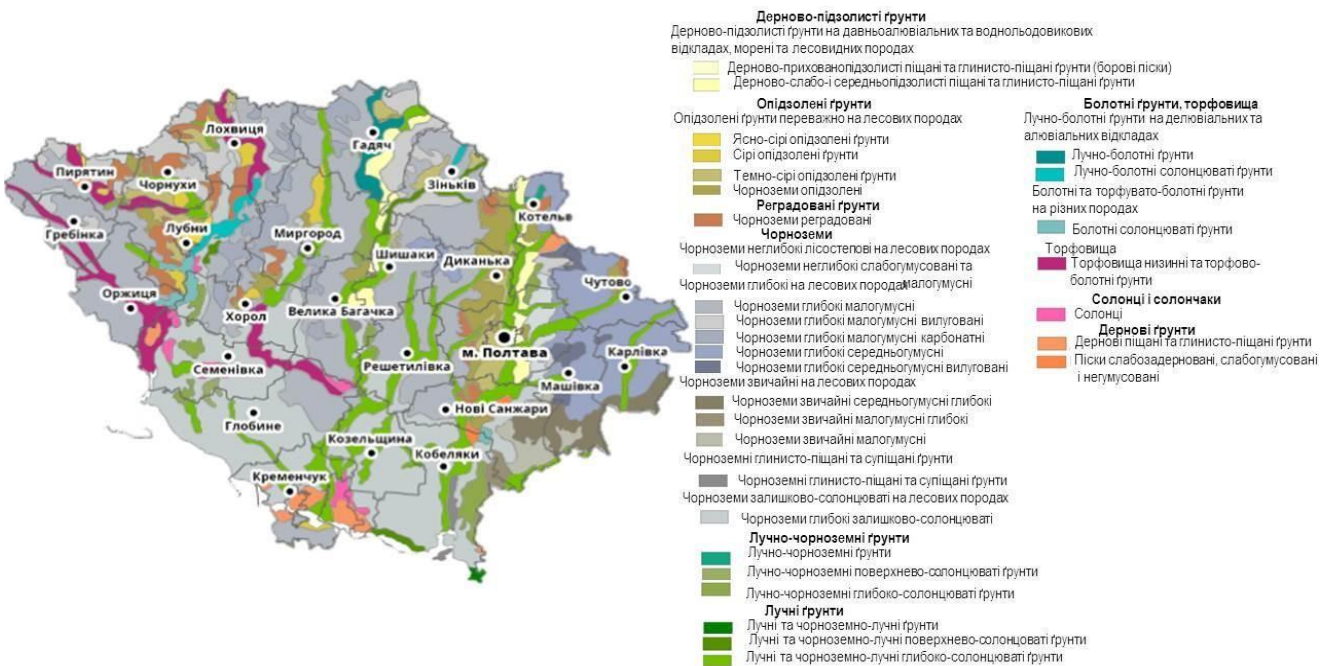 Лохвиця
Гадяч
Пирятин
Чорнухи
Зіньків
Котельв
Гребінка
Лубни
Миргород
Шишаки
Диканька
Чутово
Оржиця
Хорол
Велика Багачка
м. Полтава
Карлівка
Семенівка
Решетилівка
Машівка
Глобине
Нові Санжари
Козельщина
Кобеляки
Кременчук
Дерново-підзолисті ґрунти
Дерново-підзолисті ґрунти на давньоалювіальних та воднольодовикових
відкладах, морені та лесовидних породах
Дерново-прихованопідзолисті піщані та глинисто-піщані ґрунти (борові піски)
Дерново-слабо-і середньопідзолисті піщані та глинисто-піщані ґрунти
Опідзолені ґрунти
Опідзолені ґрунти переважно на лесових породах
Ясно-сірі опідзолені ґрунти
Сірі опідзолені ґрунти
Темно-сірі опідзолені ґрунти
Чорноземи опідзолені
Реградовані ґрунти
Чорноземи реградовані
Чорноземи
Чорноземи неглибокі лісостепові на лесових породах
Чорноземи неглибокі слабогумусовані та
малогумусні
Чорноземи глибокі на лесових породах
Чорноземи глибокі малогумусні
Чорноземи глибокі малогумусні вилуговані
Чорноземи глибокі малогумусні карбонатні
Чорноземи глибокі середньогумусні
Чорноземи глибокі середньогумусні вилуговані
Чорноземи звичайні на лесових породах
Чорноземи звичайні середньогумусні глибокі
Чорноземи звичайні малогумусні глибокі
Чорноземи звичайні малогумусні
Чорноземні глинисто-піщані та супіщані ґрунти
Чорноземні глинисто-піщані та супіщані ґрунти
Чорноземи залишково-солонцюваті на лесових породах
Чорноземи глибокі залишково-солонцюваті
Лучно-чорноземні ґрунти
Лучно-чорноземні ґрунти
Лучно-чорноземні поверхнево-солонцюваті ґрунти
Лучно-чорноземні глибоко-солонцюваті ґрунти
Лучні ґрунти
Лучні та чорноземно-лучні ґрунти
Лучні та чорноземно-лучні поверхнево-солонцоваті ґрунти
Лучні та чорноземно-лучні глибоко-солонцюваті ґрунти
Болотні ґрунти, торфовища
Лучно-болотні ґрунти на делювіальних та
алювіальних відкладах
Лучно-болотні ґрунти
Лучно-болотні солонцюваті ґрунти
Болотні та торфувато-болотні ґрунти
на різних породах
Болотні солонцюваті ґрунти
Торфовища
Торфовища низинні та торфово-
болотні ґрунти
Солонці і солончаки
Солонці
Дернові ґрунти
Дернові піщані та глинисто-піщані ґрунти
Піски слабозадерновані, слабогумусовані
і негумусовані